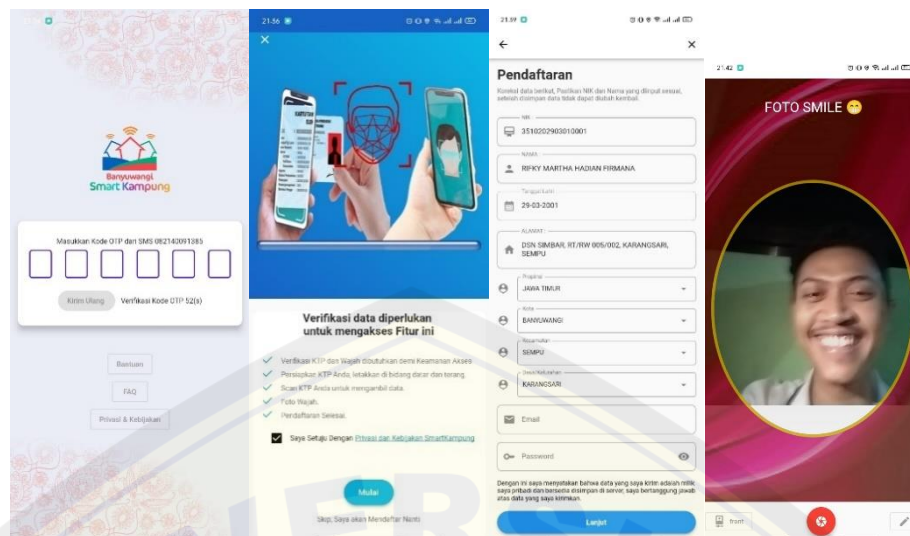 Banyuwangi
Smart Kampung
Masukkan Kode OTP dari SMS 082140091385
Kirim Ulang Verifikasi Kode OTP 52(s)
Bantuan
FAQ
Privasi & Kebijakan
21.56
Verifikasi data diperlukan
untuk mengakses Fitur ini
Verifikasi KTP dan Wajah dibutuhkan demi Keamanan Akses
Persiapkan KTP Anda, letakkan di bidang datar dan terang.
Scan KTP Anda untuk mengambil data.
Foto Wajah.
Perdaftaran Selesai.
Saya Setuju Dengan Privasi dan Kebijakan SmartKampung
Mulai
Skip, Saya akan Mendaftar Nanti
21.59
Pendaftaran
Koreksi data berikut, Pastikan NIK dan Nama yang diinput sesuai,
setelah disimpan data tidak dapat diubah kembali.
NIK
3510202903010001
NAMA
RIFKY MARTHA HADIAN FIRMANA
Tanggal Lahir
29-03-2001
ALAMAT
DSN SIMBAR, RT/RW 005/002, KARANGSARI,
SEMPU
Propinsi
JAWA TIMUR
Kota
BANYUWANGI
Kecamatan
SEMPU
Desa/Kelurahan
KARANGSARI
Email
Password
Dengan ini saya menyatakan bahwa data yang saya kirim adalah milik
saya pribadi dan bersedia disimpan di server, saya bertanggung jawab
atas data yang saya kirimkan.
Lanjut
21.42
FOTO SMILE 😁
front